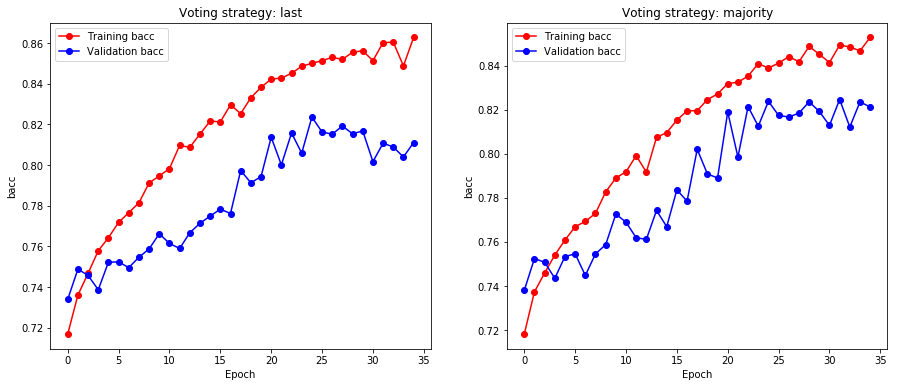 Voting strategy: last
Training bacc
Validation bacc
0.86
0.84
0.82
0.80
0.78
0.76
0.74
0.72
bacc
0 5 10 15 20 25 30 35
Epoch
Voting strategy: majority
Training bacc
Validation bacc
0.84
0.82
0.80
0.78
0.76
0.74
0.72
bacc
0 5 10 15 20 25 30 35
Epoch